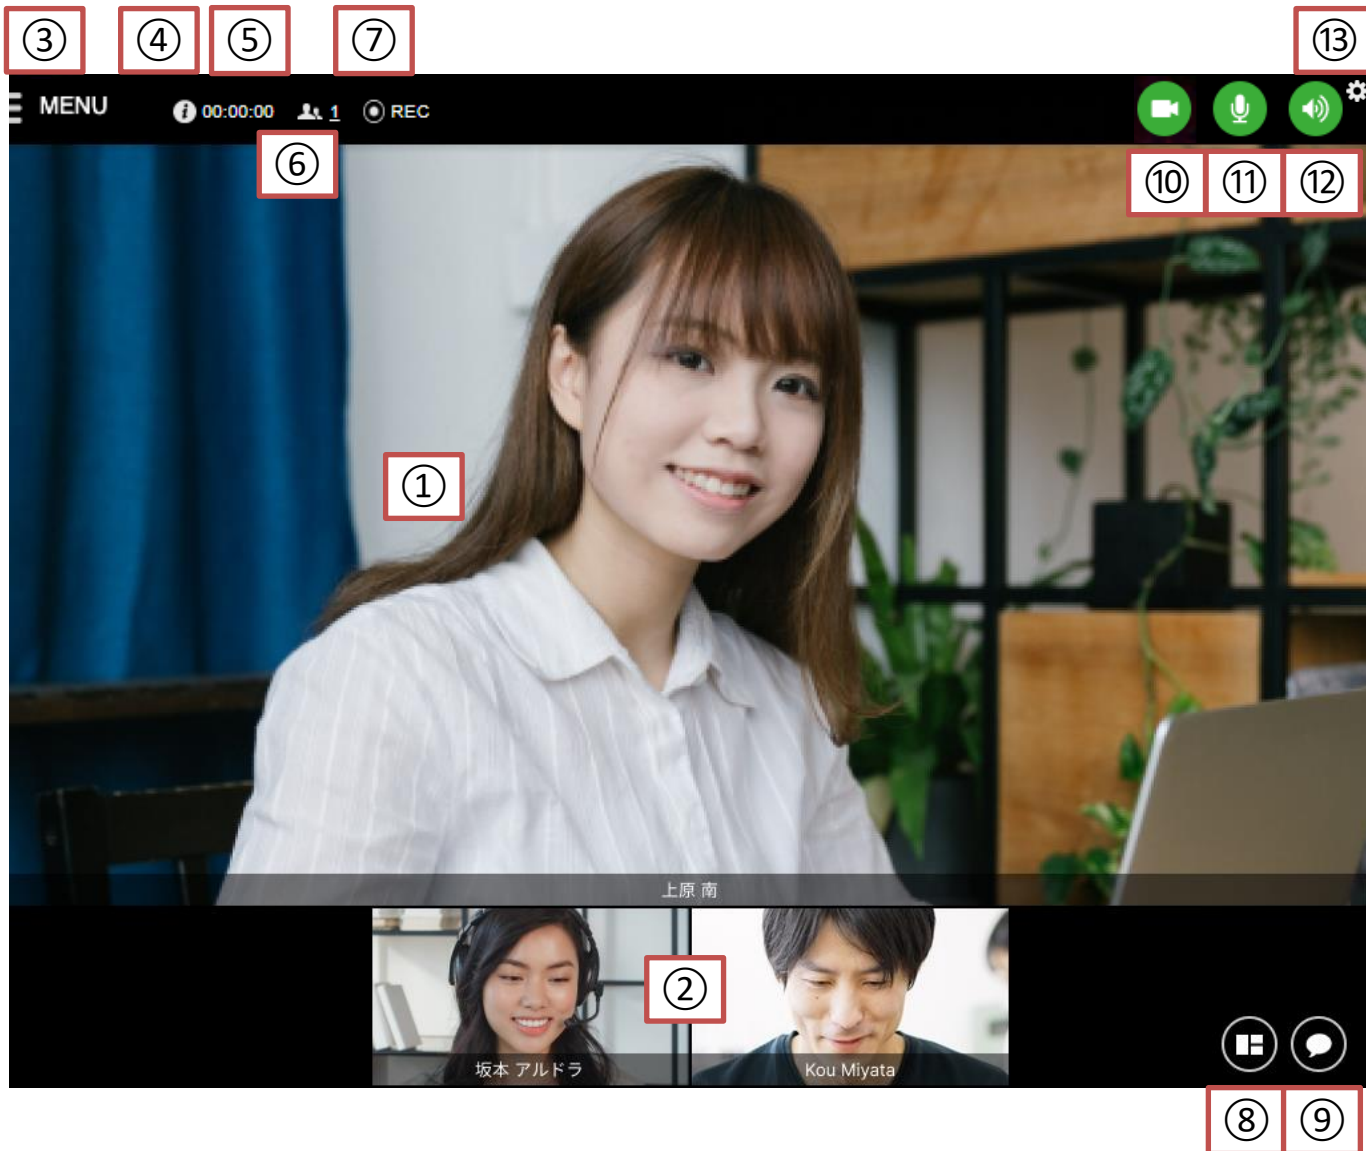 ③ ④ ⑤ ⑦ ⑬
MENU 00:00:00 1 REC
⑥ ⑩ ⑪ ⑫
①
上原 南
②
坂本 アルドラ Kou Miyata
⑧ ⑨